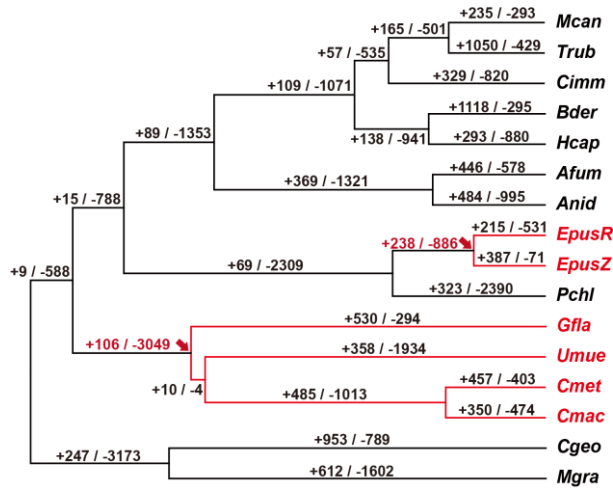 +235 / -293 Mcan
+165 / -501
+1050 / -429 Trub
+57 / -535
+329 / -820 Cimm
+109 / -1071
+1118 / -295 Bder
+138 / -941
+293 / -880 Hcap
+89 / -1353
+446 / -578 Afum
+369 / -1321
+484 / -995 Anid
+15 / -788
+215 / -531 EpusR
+238 / -886
+387 / -71 EpusZ
+9 / -588
+69 / -2309
+323 / -2390 Pchl
+530 / -294 Gfla
+106 / -3049
+358 / -1934 Umue
+10 / -4
+457 / -403 Cmet
+485 / -1013
+350 / -474 Cmac
+953 / -789 Cgeo
+247 / -3173
+612 / -1602 Mgra